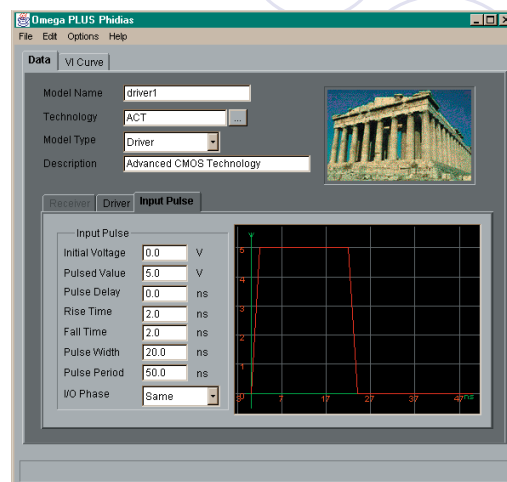 Omega PLUS Phidias
File Edit Options Help
Data VI Curve
Model Name driver1
Technology ACT ...
Model Type Driver
Description Advanced CMOS Technology
Receiver Driver Input Pulse
Input Pulse
Initial Voltage 0.0 V
Pulsed Value 5.0 V
Pulse Delay 0.0 ns
Rise Time 2.0 ns
Fall Time 2.0 ns
Pulse Width 20.0 ns
Pulse Period 50.0 ns
I/O Phase Same
V
5
4
3
2
1
7 17 27 37 47 ns